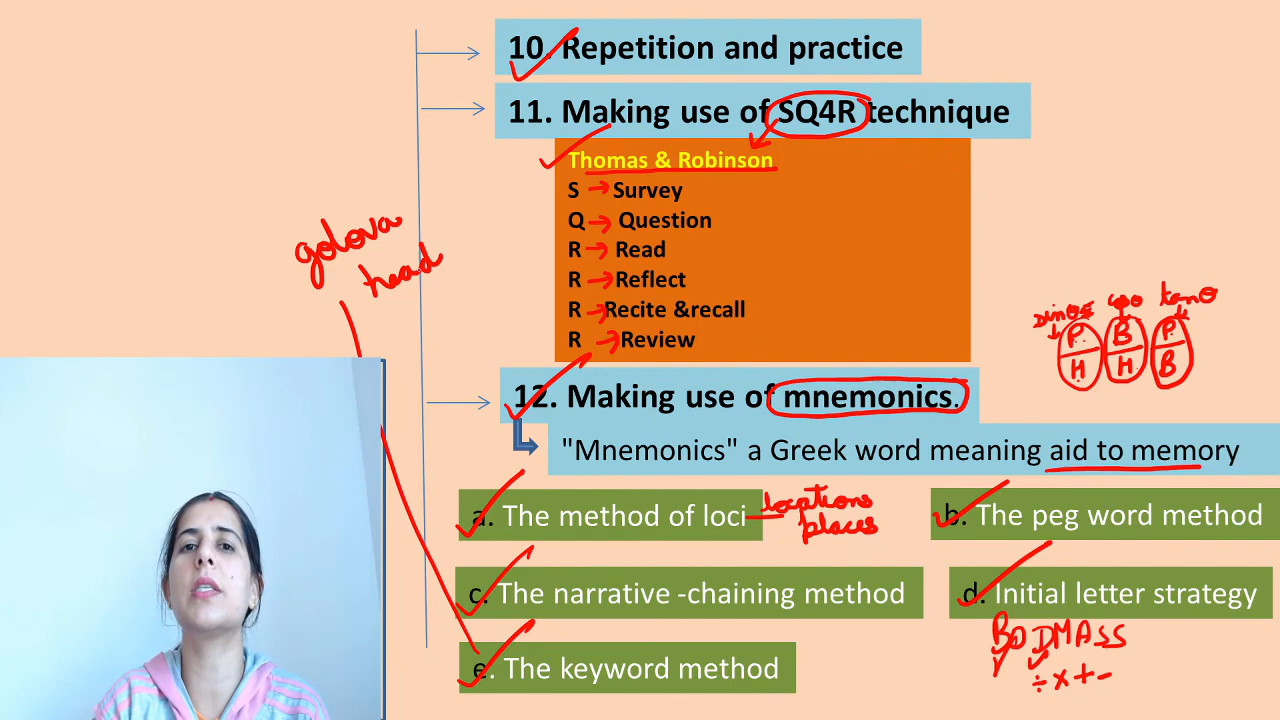 10. Repetition and practice
11. Making use of SQ4R technique
Thomas & Robinson
S → Survey
Q → Question
R → Read
R → Reflect
R → Recite &recall
R → Review
golova
head
sinθ tanθ
P B P
H H B
12. Making use of mnemonics.
"Mnemonics" a Greek word meaning aid to memory
a. The method of loci
locations
places
b. The peg word method
c. The narrative -chaining method
d. Initial letter strategy
BODMASS
÷ x + -
e. The keyword method